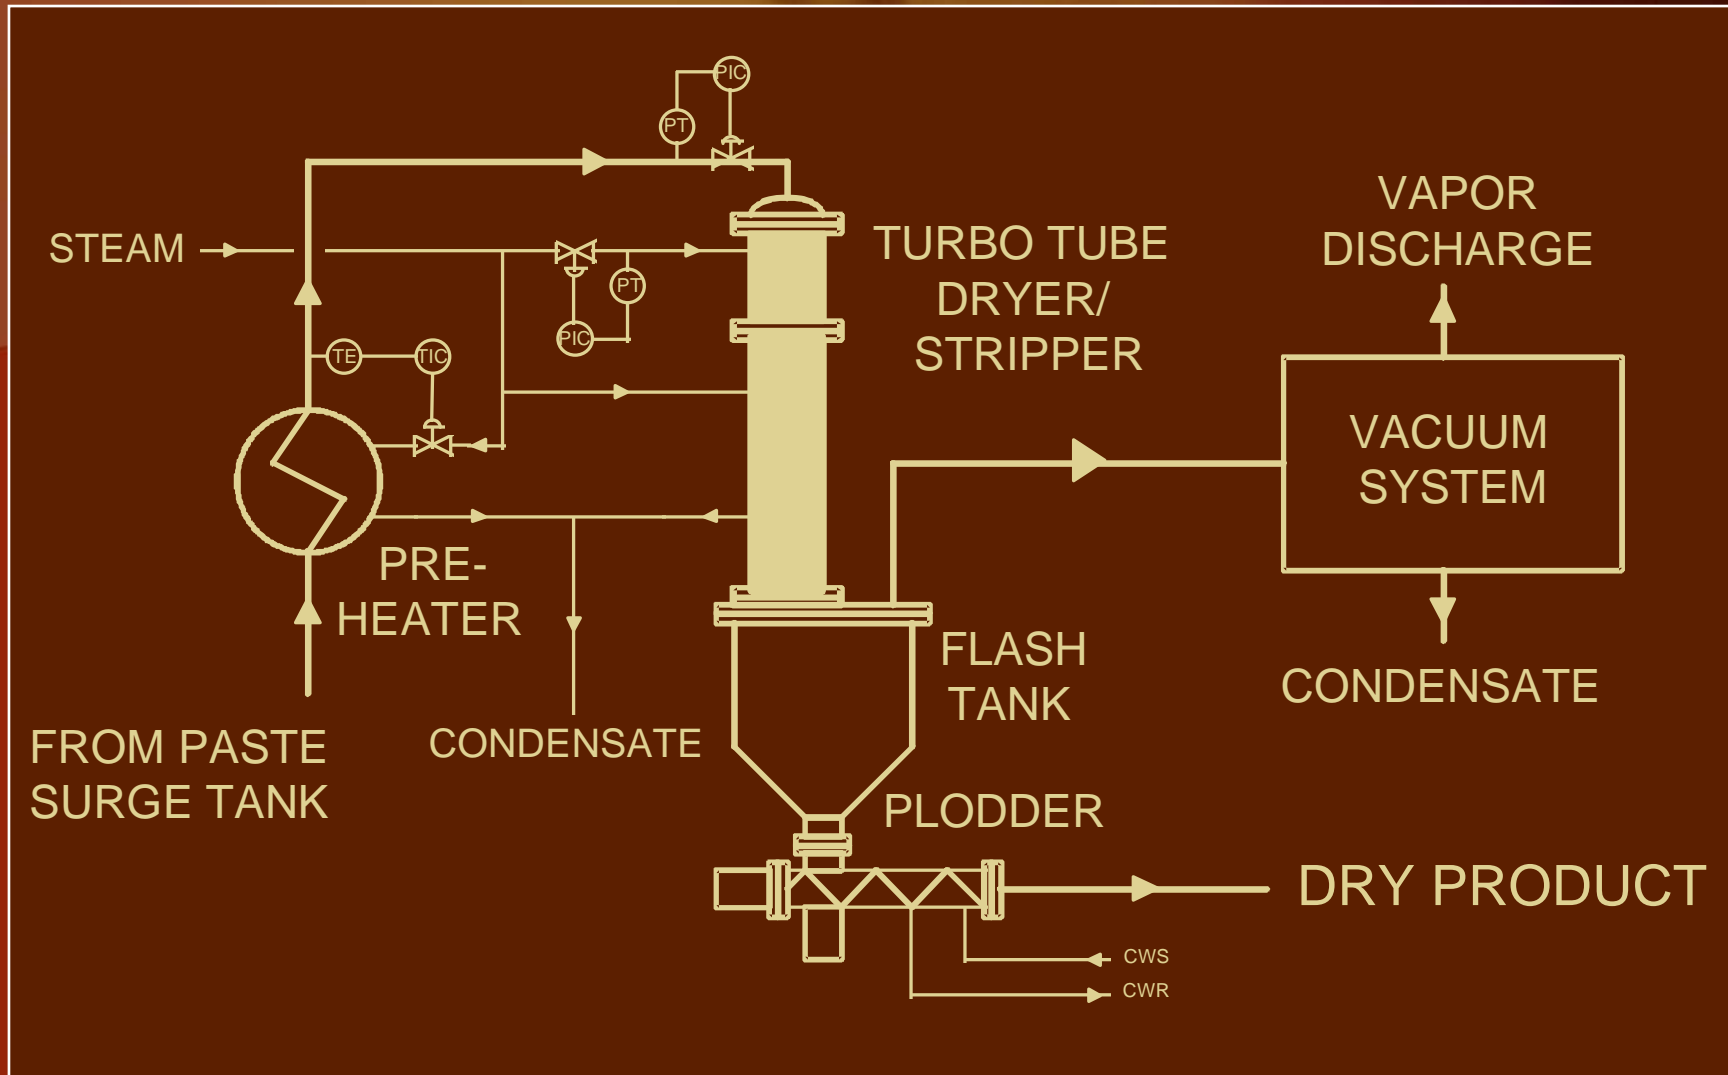 PIC
PT
STEAM
TURBO TUBE
DRYER/
STRIPPER
VAPOR
DISCHARGE
PT
PIC
TE
TIC
VACUUM
SYSTEM
PRE-
HEATER
FLASH
TANK
CONDENSATE
FROM PASTE
SURGE TANK
CONDENSATE
PLODDER
DRY PRODUCT
CWS
CWR